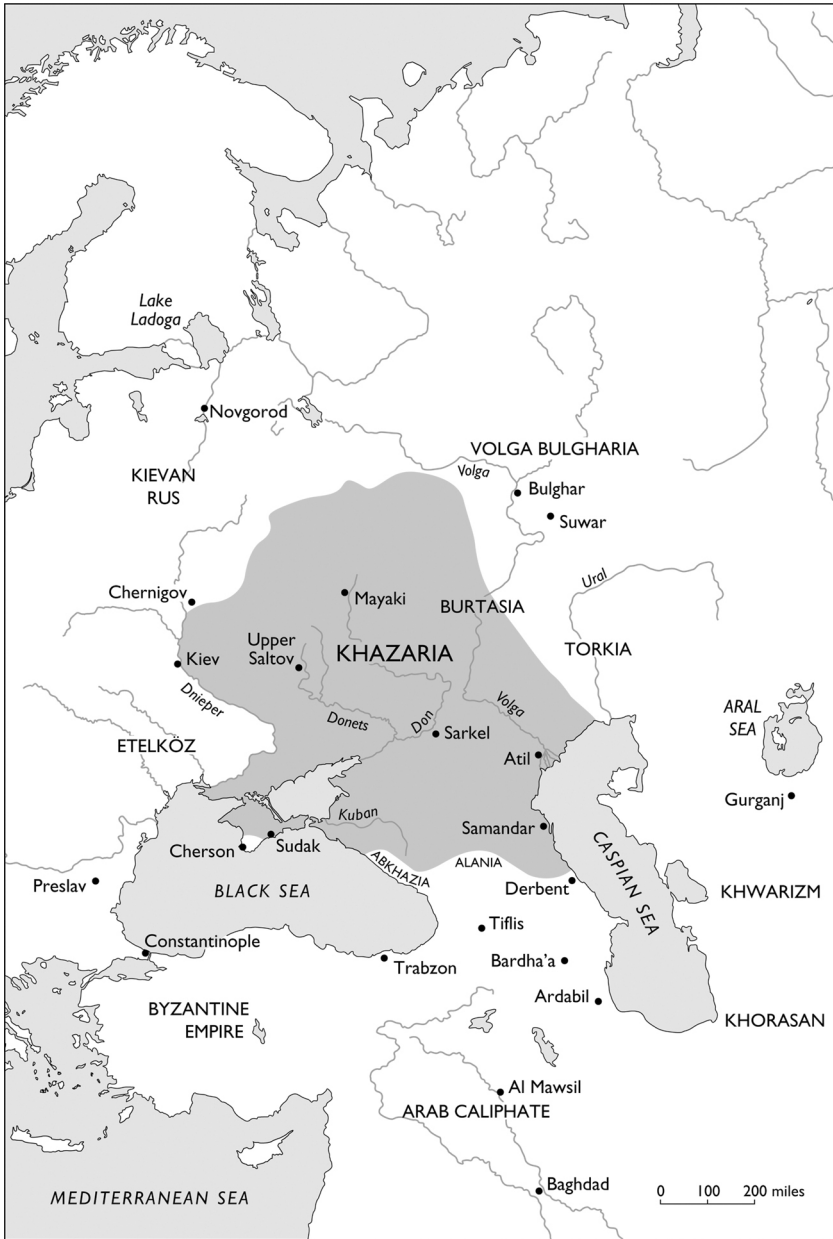 Lake
Ladoga
Novgorod
KIEVAN
RUS
VOLGA BULGHARIA
Volga
Bulghar
Suwar
Chernigov
Mayaki
BURTASIA
Ural
Upper
Saltov
KHAZARIA
TORKIA
Kiev
Dnieper
Donets
Don
Volga
Sarkel
ARAL
SEA
ETELKÖZ
Atil
Gurganj
Kuban
Samandar
Cherson
Sudak
ABKHAZIA
ALANIA
CASPIAN SEA
Preslav
BLACK SEA
Derbent
KHWARIZM
Tiflis
Constantinople
Trabzon
Bardha’a
Ardabil
BYZANTINE
EMPIRE
KHORASAN
Al Mawsil
ARAB CALIPHATE
Baghdad
MEDITERRANEAN SEA
0 100 200 miles